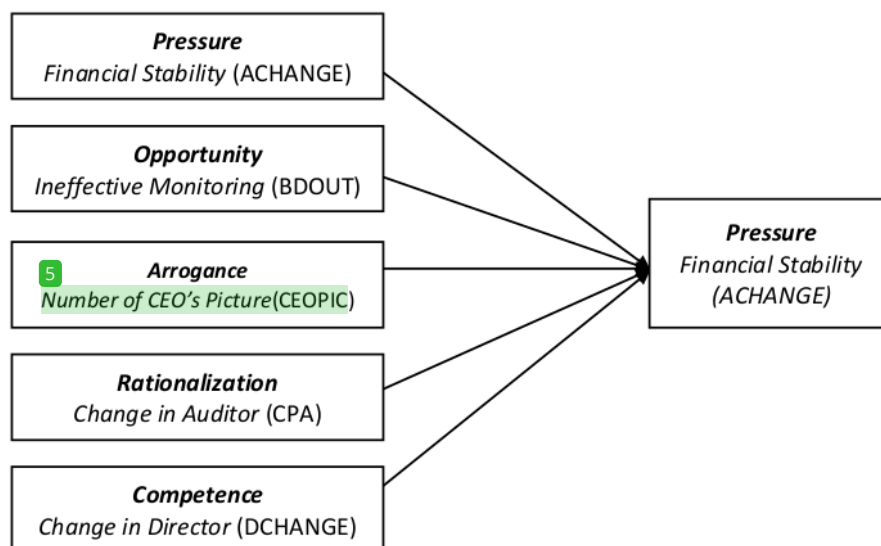 Pressure
Financial Stability (ACHANGE)
Opportunity
Ineffective Monitoring (BDOUT)
5
Arrogance
Number of CEO's Picture(CEOPIC)
Rationalization
Change in Auditor (CPA)
Competence
Change in Director (DCHANGE)
Pressure
Financial Stability
(ACHANGE)